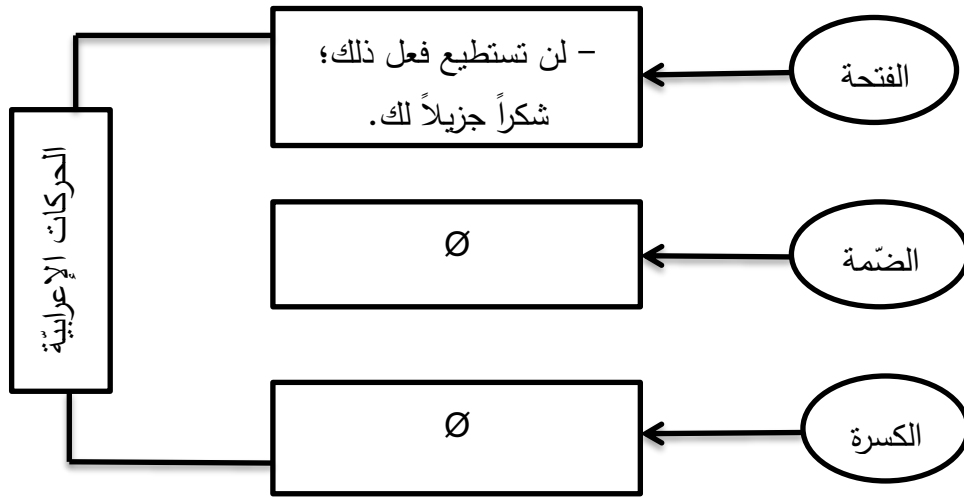 الفتحة
– لن تستطيع فعل ذلك؛
شكراً جزيلاً لك.
الضّمة
Ø
الكسرة
Ø
الحركات الإعرابيّة